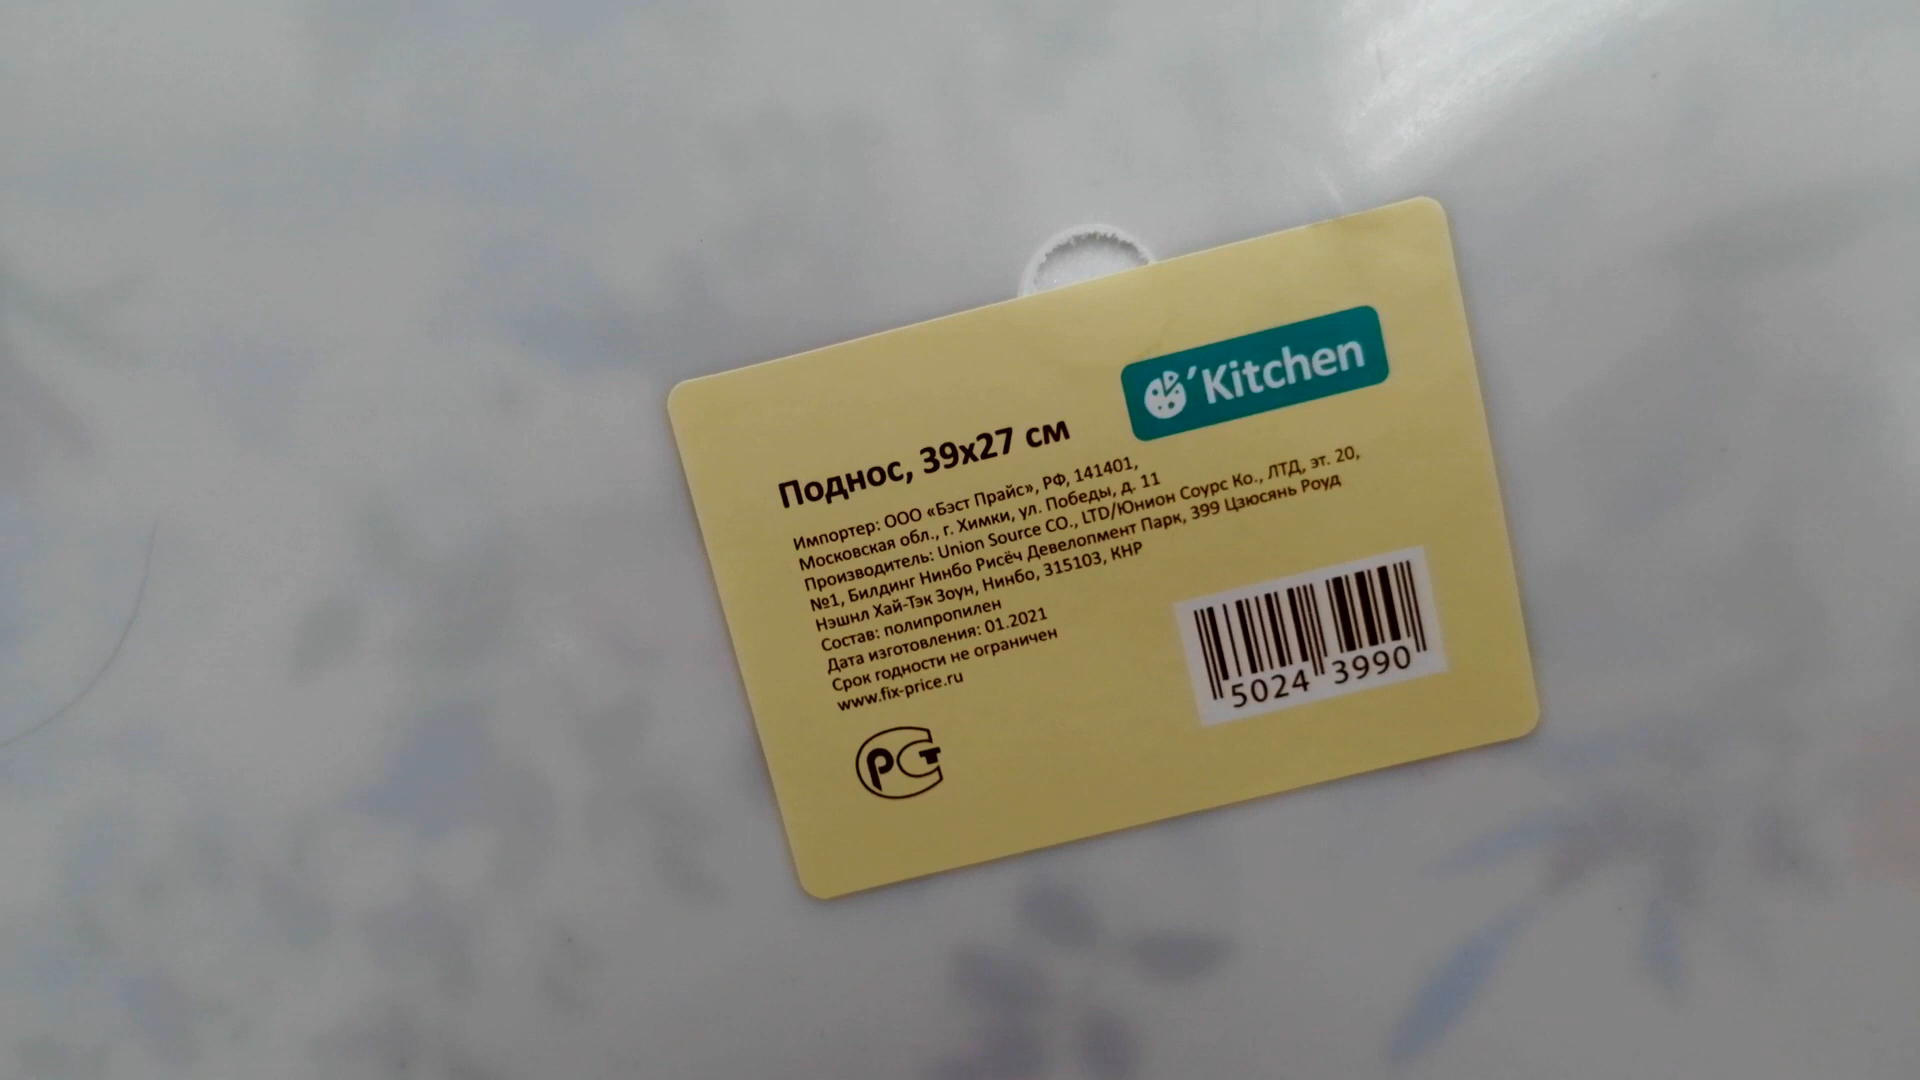 'Kitchen
Поднос, 39х27 см
Импортер: ООО «Бэст Прайс», РФ, 141401,
Московская обл., г. Химки, ул. Победы, д. 11
Производитель: Union Source CO., LTD/Юнион Соурс Ко., ЛТД, эт. 20,
№1, Билдинг Нинбо Рисёч Девелопмент Парк, 399 Цзюсянь Роуд
Нэшнл Хай-Тэк Зоун, Нинбо, 315103, КНР
Состав: полипропилен
Дата изготовления: 01.2021
Срок годности не ограничен
www.fix-price.ru
5024 3990
РСТ